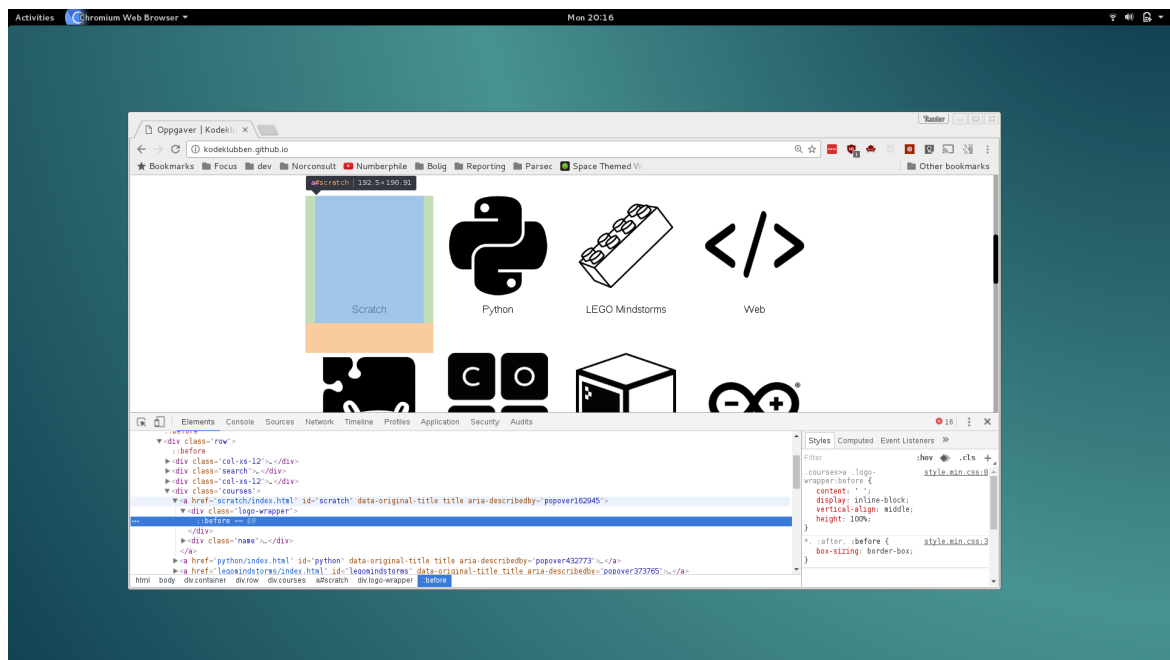 Activities Chromium Web Browser Mon 20:16
Oppgaver | Kodeklu
kodeklubben.github.io
Bookmarks Focus dev Norconsult Numberphile Bolig Reporting Parsec Space Themed W Other bookmarks
a#scratch | 192.5×190.91
Scratch Python LEGO Mindstorms Web
C O
Elements Console Sources Network Timeline Profiles Application Security Audits 16
::before
▼<div class="row">
::before
▶<div class="col-xs-12">…</div>
▶<div class="search">…</div>
▶<div class="col-xs-12">…</div>
▼<div class="courses">
▼<a href="scratch/index.html" id="scratch" data-original-title title aria-describedby="popover162945">
▼<div class="logo-wrapper">
::before == $0
</div>
▶<div class="name">…</div>
</a>
▶<a href="python/index.html" id="python" data-original-title title aria-describedby="popover432773">…</a>
▶<a href="legomindstorms/index.html" id="legomindstorms" data-original-title title aria-describedby="popover373765">…</a>
html body div.container div.row div.courses a#scratch div.logo-wrapper ::before
Styles Computed Event Listeners »
Filter :hov .cls +
.courses>a .logo- style.min.css:8
wrapper:before {
content: ' ';
display: inline-block;
vertical-align: middle;
height: 100%;
}
*, :after, :before { style.min.css:3
box-sizing: border-box;
}